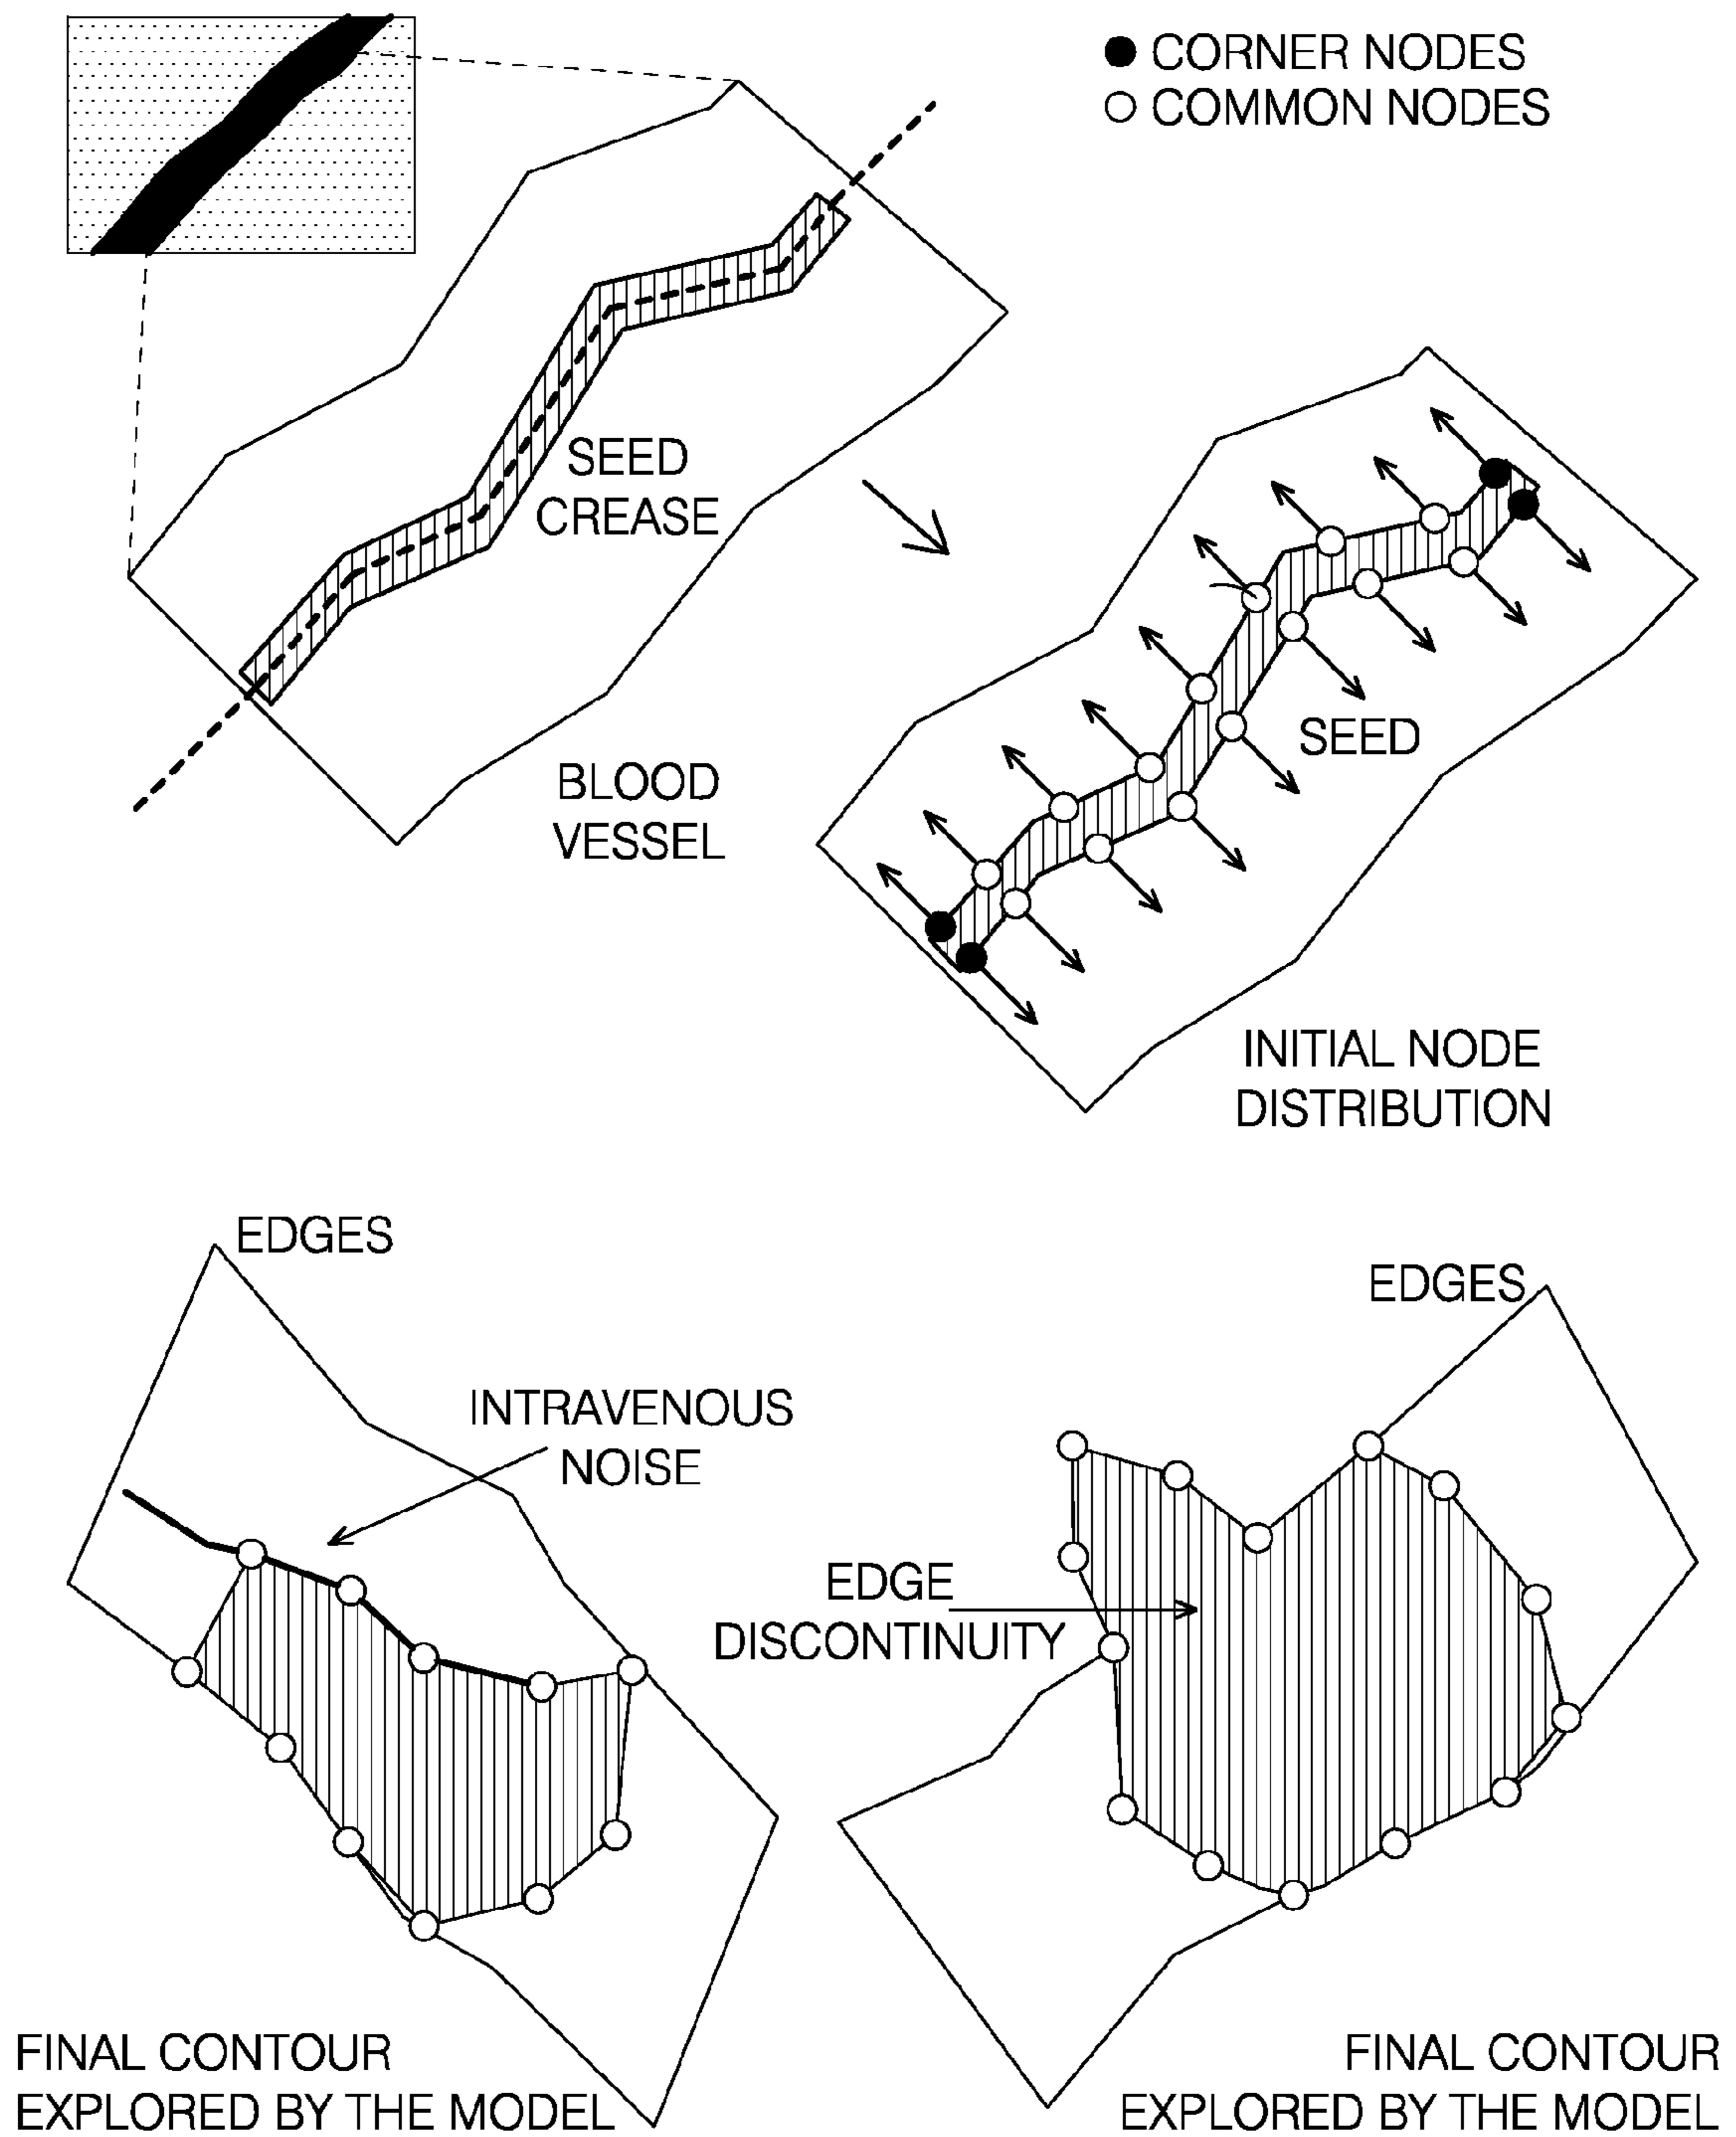 CORNER NODES
COMMON NODES
SEED
CREASE
BLOOD
VESSEL
SEED
INITIAL NODE
DISTRIBUTION
EDGES
INTRAVENOUS
NOISE
EDGES
EDGE
DISCONTINUITY
FINAL CONTOUR
EXPLORED BY THE MODEL
FINAL CONTOUR
EXPLORED BY THE MODEL